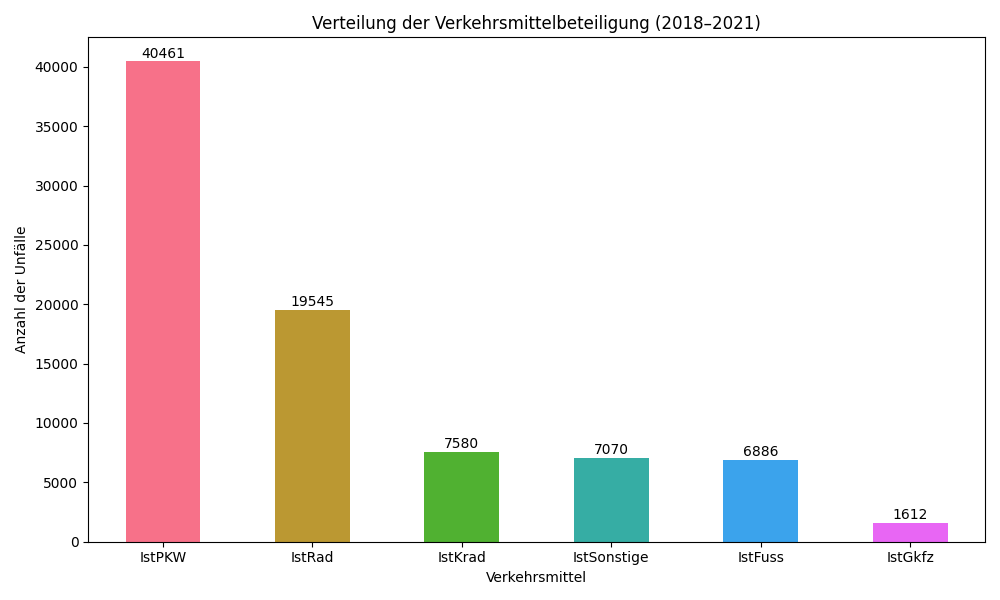 Verteilung der Verkehrsmittelbeteiligung (2018–2021)
Anzahl der Unfälle
40000
35000
30000
25000
20000
15000
10000
5000
0
40461
19545
7580
7070
6886
1612
IstPKW
IstRad
IstKrad
IstSonstige
IstFuss
IstGkfz
Verkehrsmittel